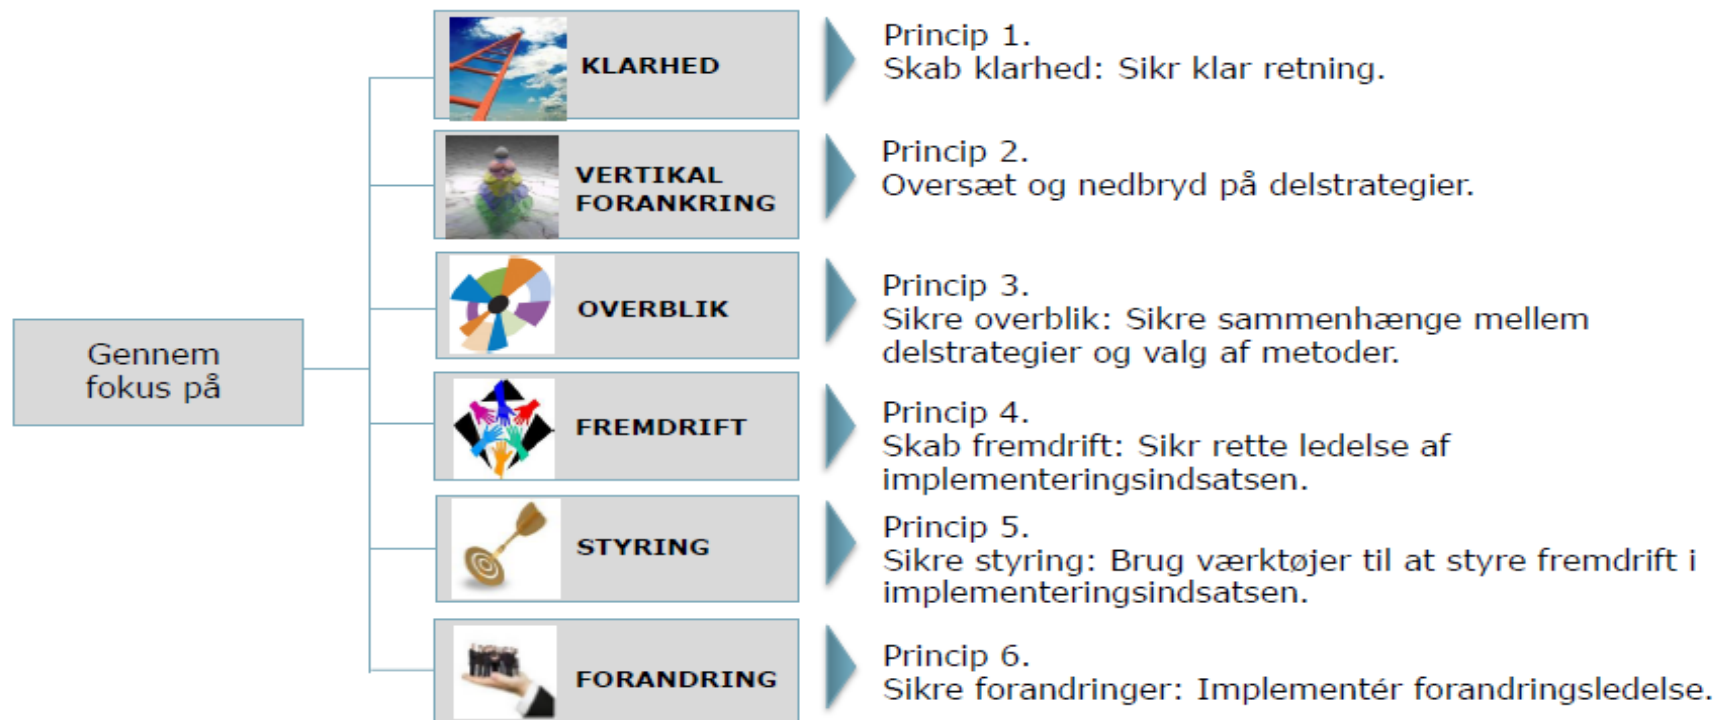 Gennem
fokus på
KLARHED
Princip 1.
Skab klarhed: Sikr klar retning.
VERTIKAL
FORANKRING
Princip 2.
Oversæt og nedbryd på delstrategier.
OVERBLIK
Princip 3.
Sikre overblik: Sikre sammenhænge mellem
delstrategier og valg af metoder.
FREMDRIFT
Princip 4.
Skab fremdrift: Sikr rette ledelse af
implementeringsindsatsen.
STYRING
Princip 5.
Sikre styring: Brug værktøjer til at styre fremdrift i
implementeringsindsatsen.
FORANDRING
Princip 6.
Sikre forandringer: Implementér forandringsledelse.